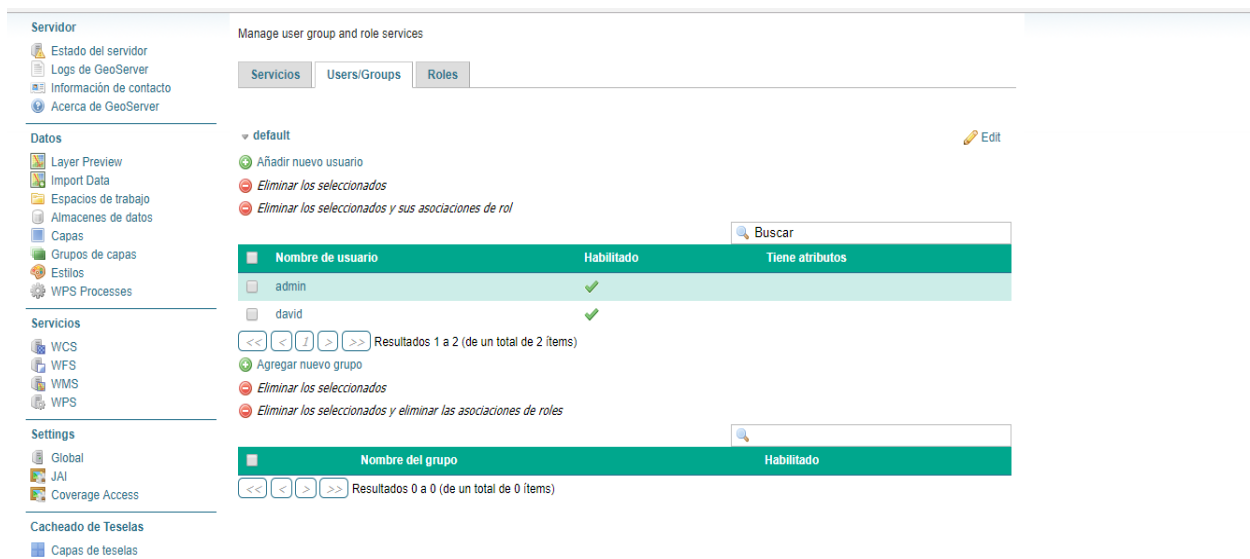 Servidor
Estado del servidor
Logs de GeoServer
Información de contacto
Acerca de GeoServer
Datos
Layer Preview
Import Data
Espacios de trabajo
Almacenes de datos
Capas
Grupos de capas
Estilos
WPS Processes
Servicios
WCS
WFS
WMS
WPS
Settings
Global
JAI
Coverage Access
Cacheado de Teselas
Capas de teselas
Manage user group and role services
Servicios Users/Groups Roles
default Edit
Añadir nuevo usuario
Eliminar los seleccionados
Eliminar los seleccionados y sus asociaciones de rol
Buscar
Nombre de usuario Habilitado Tiene atributos
admin
david
<< < 1 > >> Resultados 1 a 2 (de un total de 2 ítems)
Agregar nuevo grupo
Eliminar los seleccionados
Eliminar los seleccionados y eliminar las asociaciones de roles
Nombre del grupo Habilitado
<< < > >> Resultados 0 a 0 (de un total de 0 ítems)